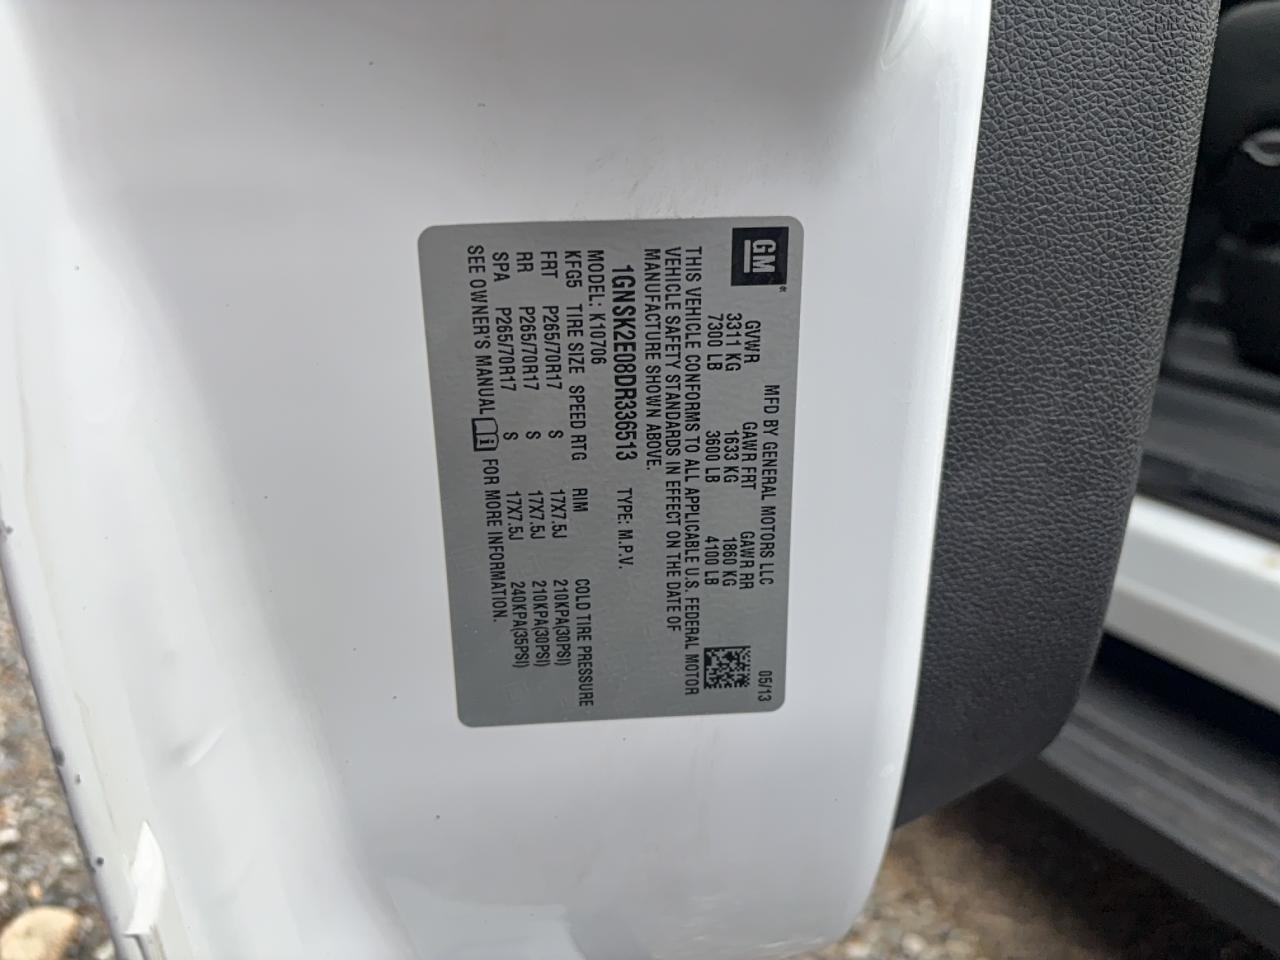 GM
MFD BY GENERAL MOTORS LLC 05/13
GVWR GAWR FRT GAWR RR
3311 KG 1633 KG 1860 KG
7300 LB 3600 LB 4100 LB
THIS VEHICLE CONFORMS TO ALL APPLICABLE U.S. FEDERAL MOTOR
VEHICLE SAFETY STANDARDS IN EFFECT ON THE DATE OF
MANUFACTURE SHOWN ABOVE.
1GNSK2E08DR336513 TYPE: M.P.V.
MODEL: K10706
KFG5 TIRE SIZE SPEED RTG RIM COLD TIRE PRESSURE
FRT P265/70R17 S 17X7.5J 210KPA(30PSI)
RR P265/70R17 S 17X7.5J 210KPA(30PSI)
SPA P265/70R17 S 17X7.5J 240KPA(35PSI)
SEE OWNER'S MANUAL FOR MORE INFORMATION.